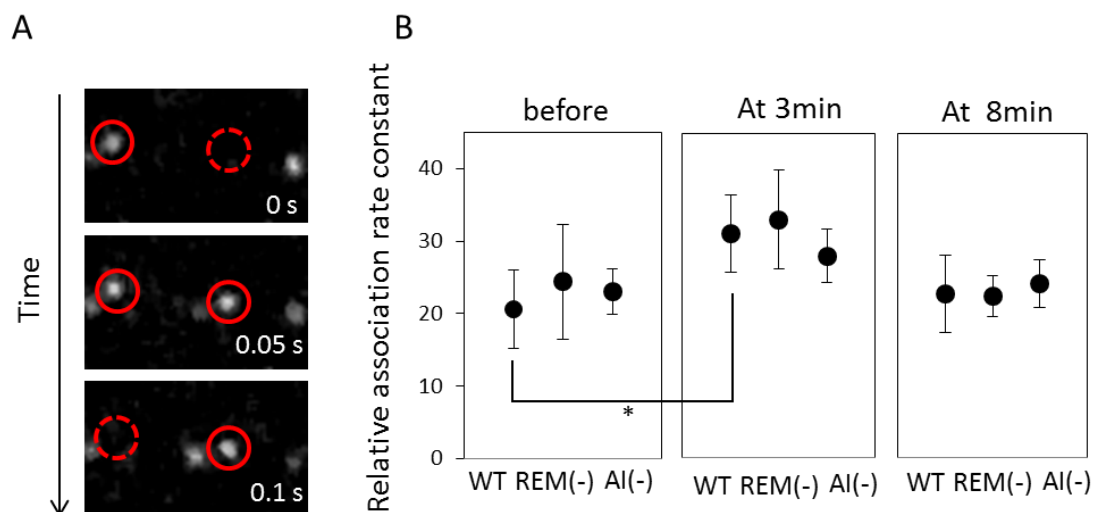 A
Time
0 s
0.05 s
0.1 s
B
Relative association rate constant
before
At 3min
At 8min
40
30
20
10
0
*
WT REM(-) AI(-)
WT REM(-) AI(-)
WT REM(-) AI(-)